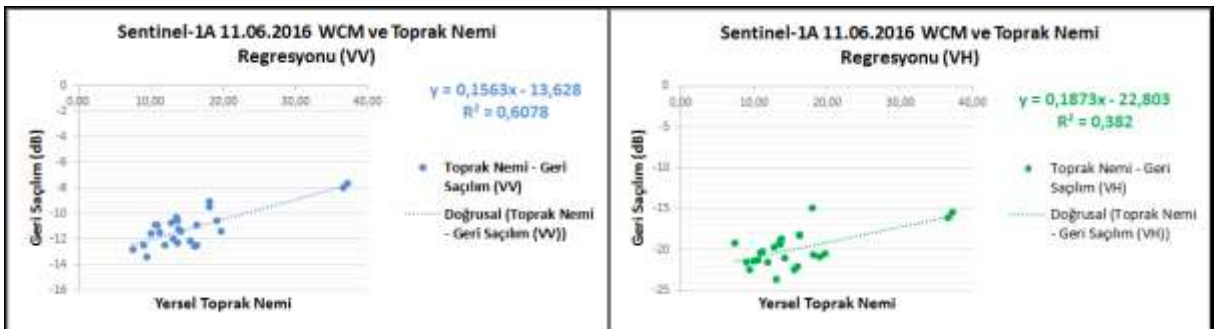 Sentinel-1A 11.06.2016 WCM ve Toprak Nemi
Regresyonu (VV)
0
0,00 10,00 20,00 30,00 40,00
-2
-4
-6
-8
-10
-12
-14
-16
Geri Saçılım (dB)
Yersel Toprak Nemi
y = 0,1563x - 13,628
R² = 0,6078
Toprak Nemi - Geri
Saçılım (VV)
Doğrusal (Toprak Nemi
- Geri Saçılım (VV))
Sentinel-1A 11.06.2016 WCM ve Toprak Nemi
Regresyonu (VH)
0
0,00 10,00 20,00 30,00 40,00
-5
-10
-15
-20
-25
Geri Saçılım (dB)
Yersel Toprak Nemi
y = 0,1873x - 22,803
R² = 0,382
Toprak Nemi - Geri
Saçılım (VH)
Doğrusal (Toprak Nemi
- Geri Saçılım (VH))